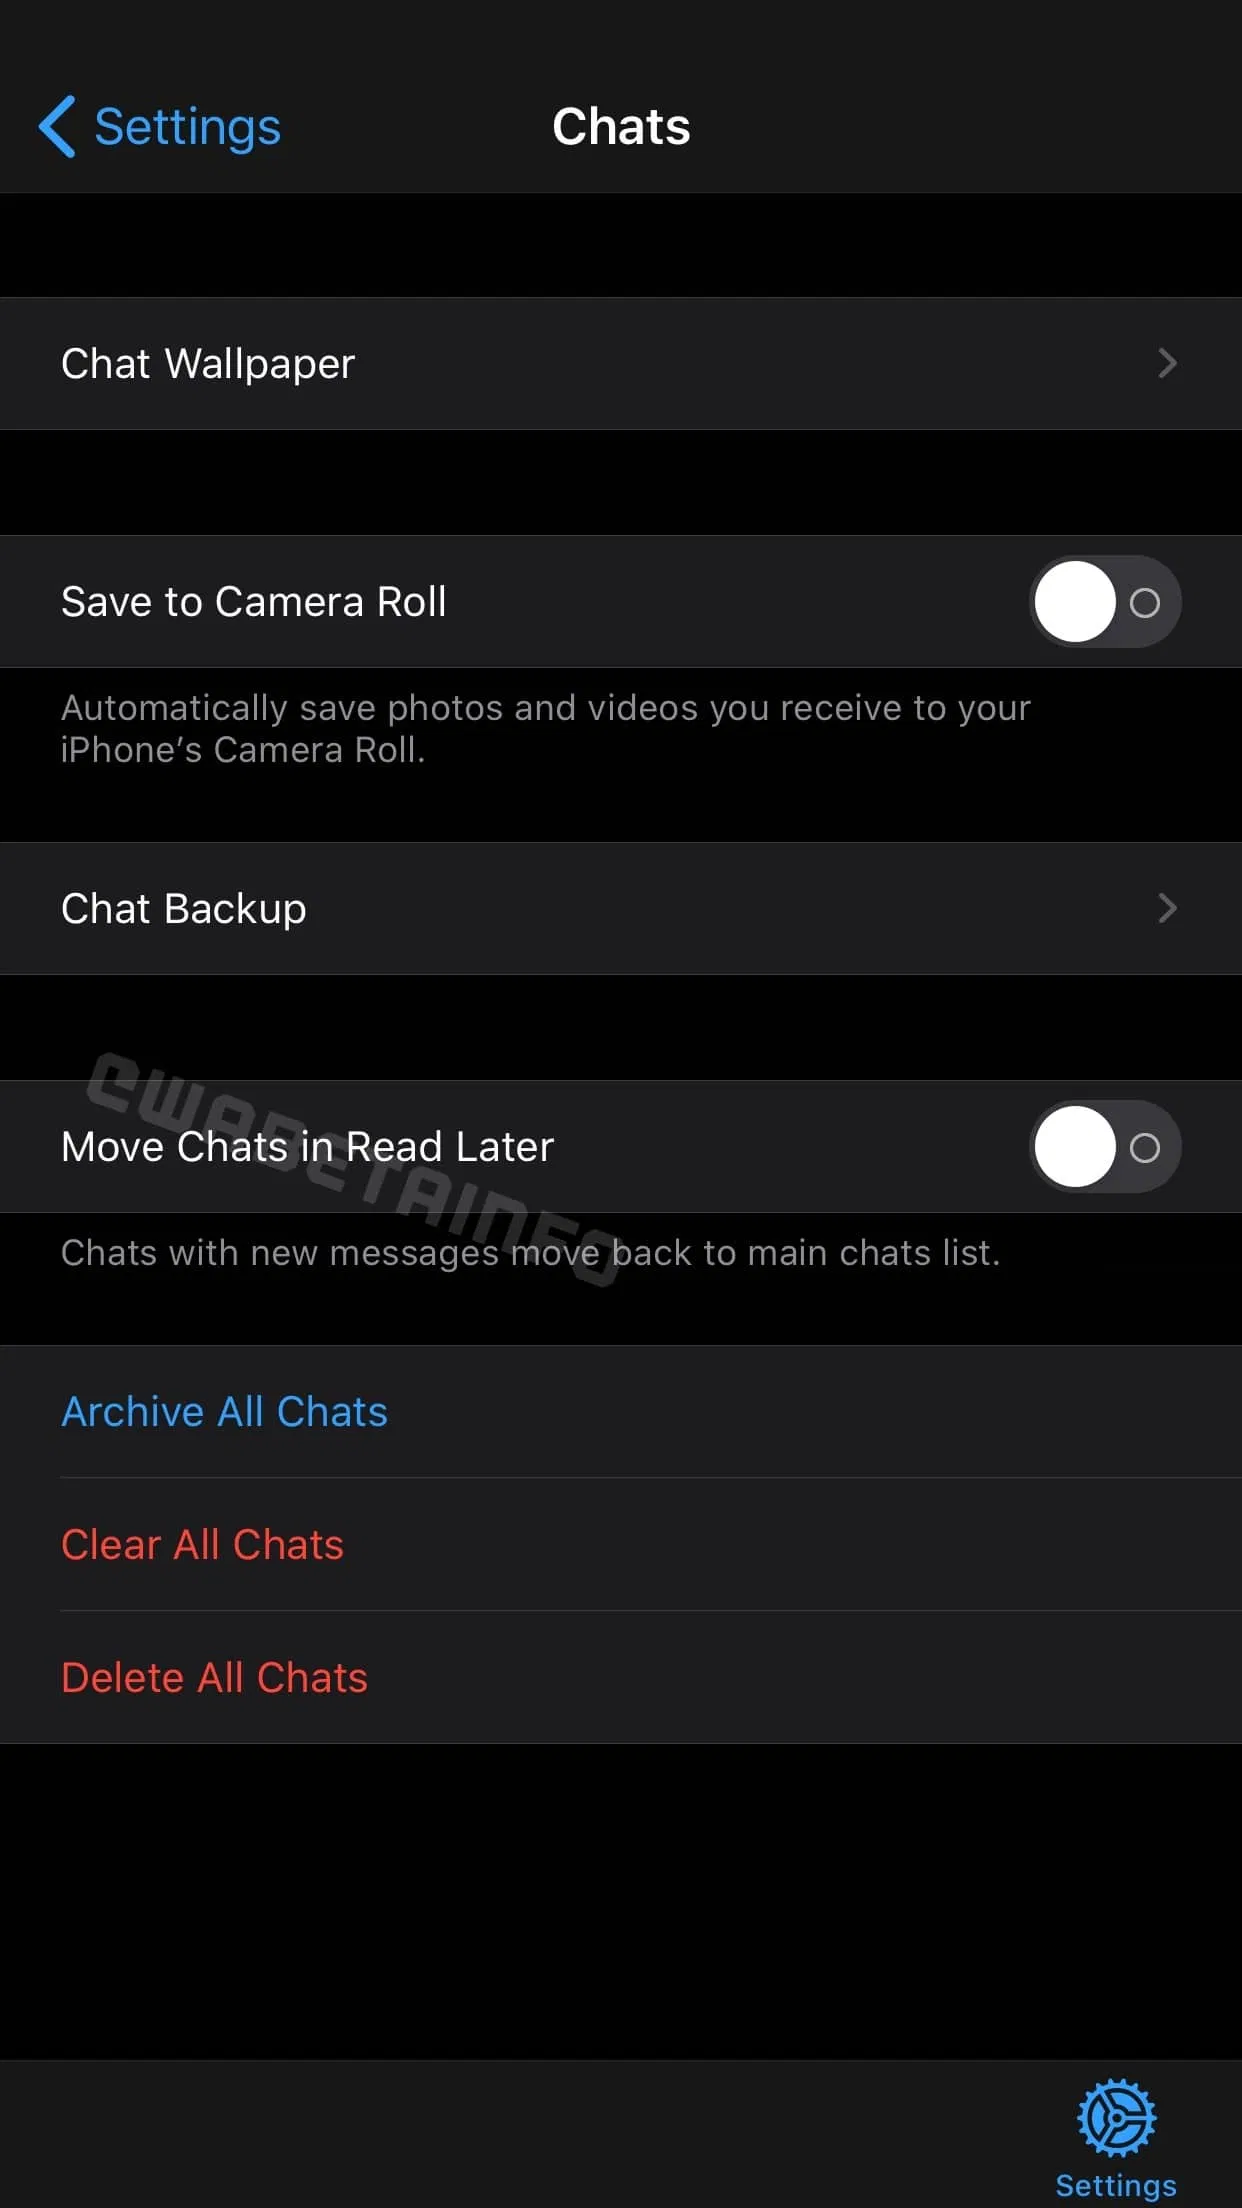 Settings
Chats
Chat Wallpaper
Save to Camera Roll
Automatically save photos and videos you receive to your
iPhone’s Camera Roll.
Chat Backup
CWABETAINFO
Move Chats in Read Later
Chats with new messages move back to main chats list.
Archive All Chats
Clear All Chats
Delete All Chats
Settings